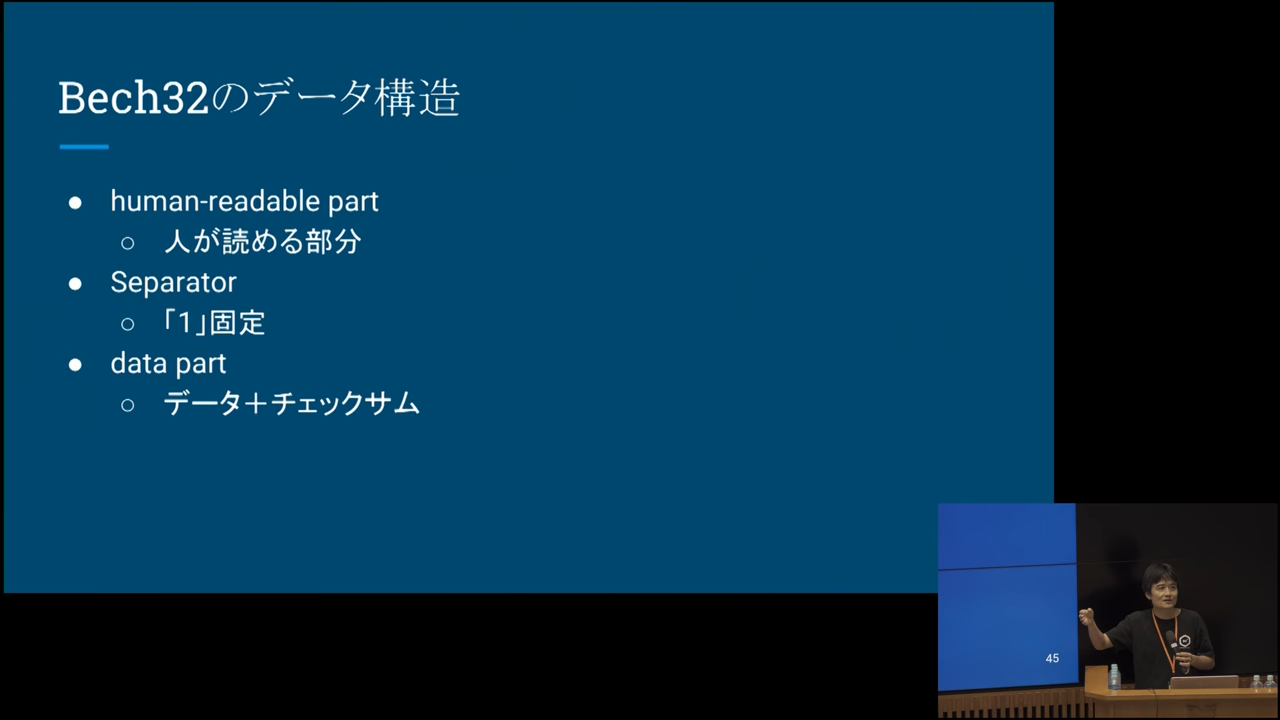 Bech32のデータ構造
● human-readable part
○ 人が読める部分
● Separator
○ 「1」固定
● data part
○ データ＋チェックサム
45